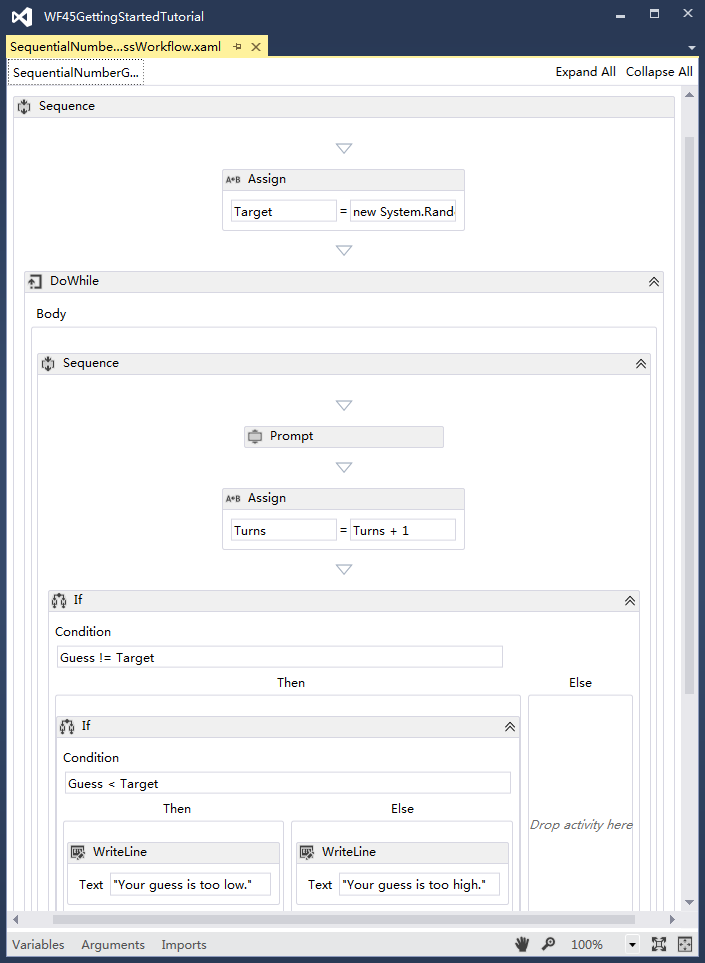 WF45GettingStartedTutorial
SequentialNumbe...ssWorkflow.xaml
SequentialNumberG...
Expand All Collapse All
Sequence
A+B Assign
Target = new System.Rand
DoWhile
Body
Sequence
Prompt
A+B Assign
Turns = Turns + 1
If
Condition
Guess != Target
Then Else
If
Condition
Guess < Target
Then Else
Drop activity here
WriteLine WriteLine
Text "Your guess is too low." Text "Your guess is too high."
Variables Arguments Imports 100%